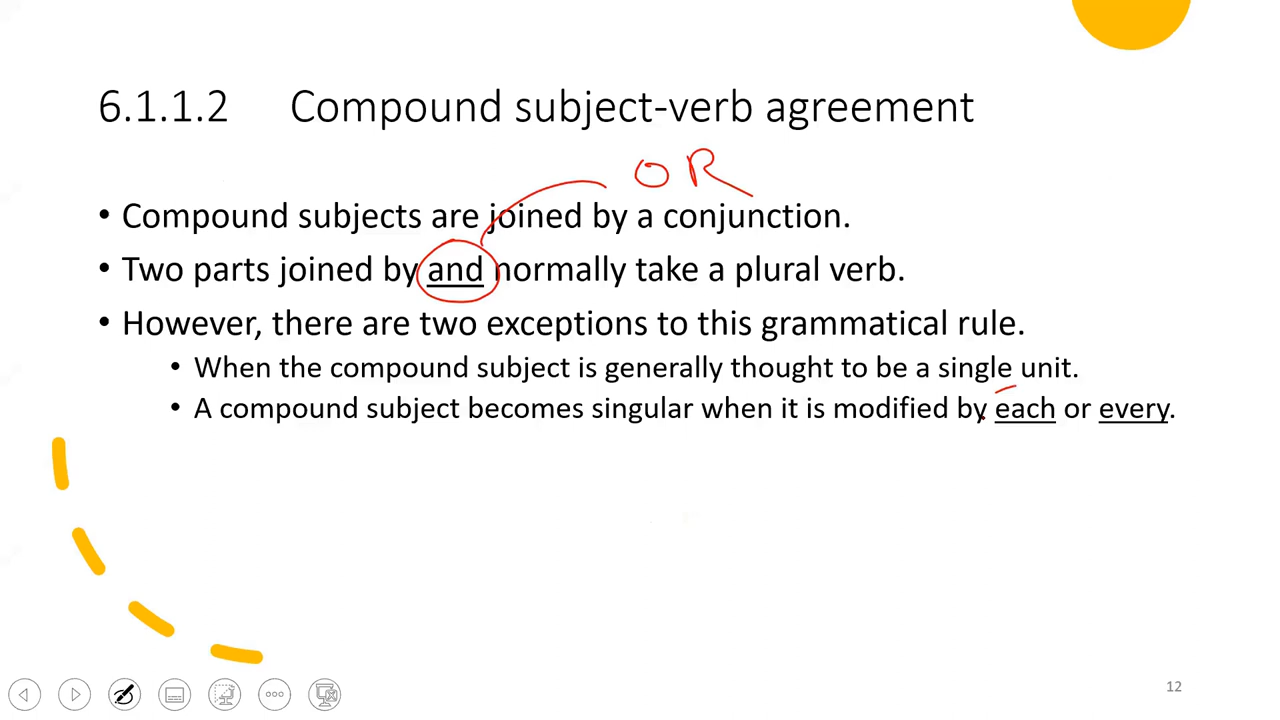 6.1.1.2 Compound subject-verb agreement
OR
• Compound subjects are joined by a conjunction.
• Two parts joined by and normally take a plural verb.
• However, there are two exceptions to this grammatical rule.
• When the compound subject is generally thought to be a single unit.
• A compound subject becomes singular when it is modified by each or every.
12